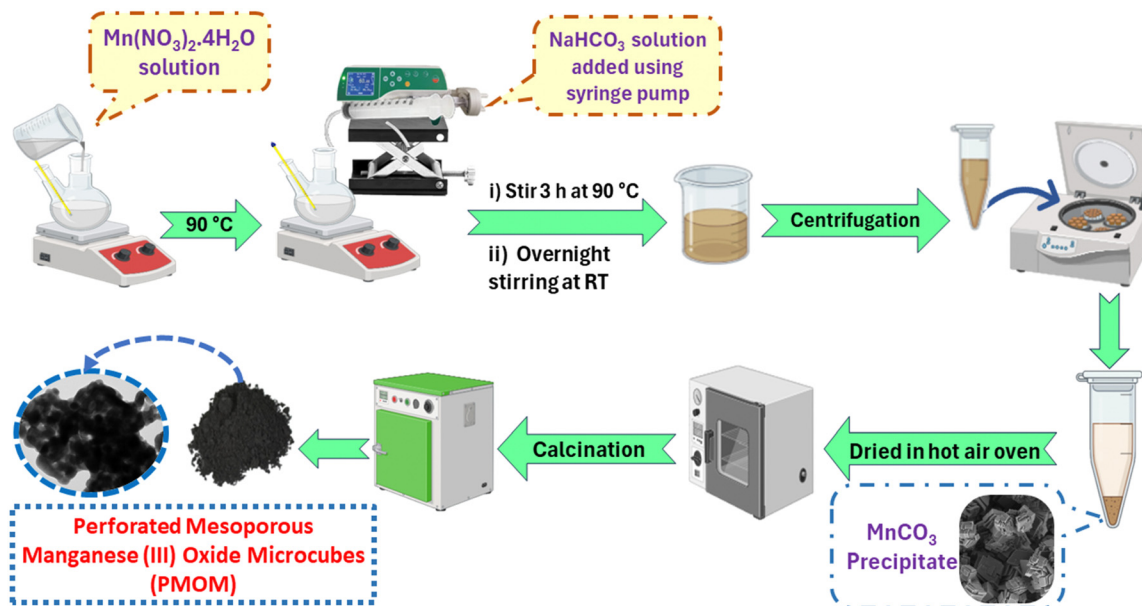 Mn(NO₃)₂.4H₂O
solution
NaHCO₃ solution
added using
syringe pump
90 °C
i) Stir 3 h at 90 °C
ii) Overnight
stirring at RT
Centrifugation
Dried in hot air oven
MnCO₃
Precipitate
Calcination
Perforated Mesoporous
Manganese (III) Oxide Microcubes
(PMOM)